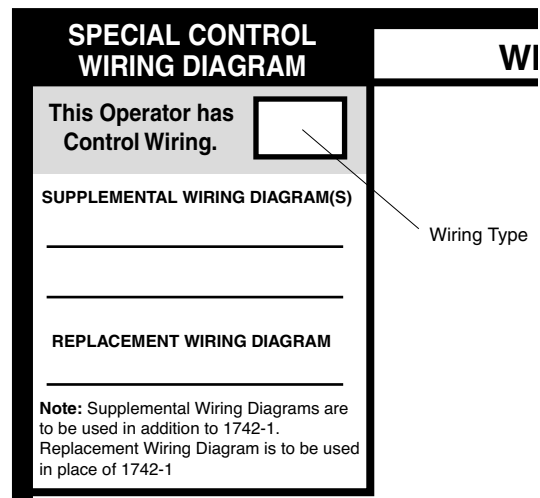 SPECIAL CONTROL
WIRING DIAGRAM
This Operator has
Control Wiring.
SUPPLEMENTAL WIRING DIAGRAM(S)
REPLACEMENT WIRING DIAGRAM
Note: Supplemental Wiring Diagrams are
to be used in addition to 1742-1.
Replacement Wiring Diagram is to be used
in place of 1742-1
Wiring Type